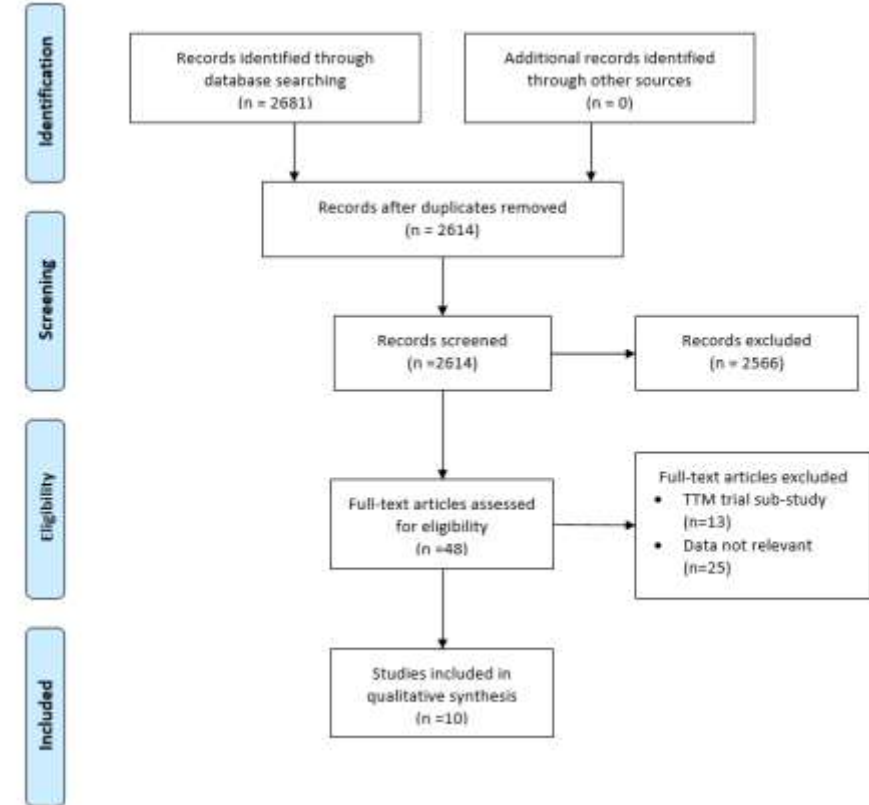 Identification
Records identified through
database searching
(n = 2681)
Additional records identified
through other sources
(n = 0)
Records after duplicates removed
(n = 2614)
Screening
Records screened
(n =2614)
Records excluded
(n = 2566)
Eligibility
Full-text articles assessed
for eligibility
(n =48)
Full-text articles excluded
• TTM trial sub-study
(n=13)
• Data not relevant
(n=25)
Included
Studies included in
qualitative synthesis
(n =10)